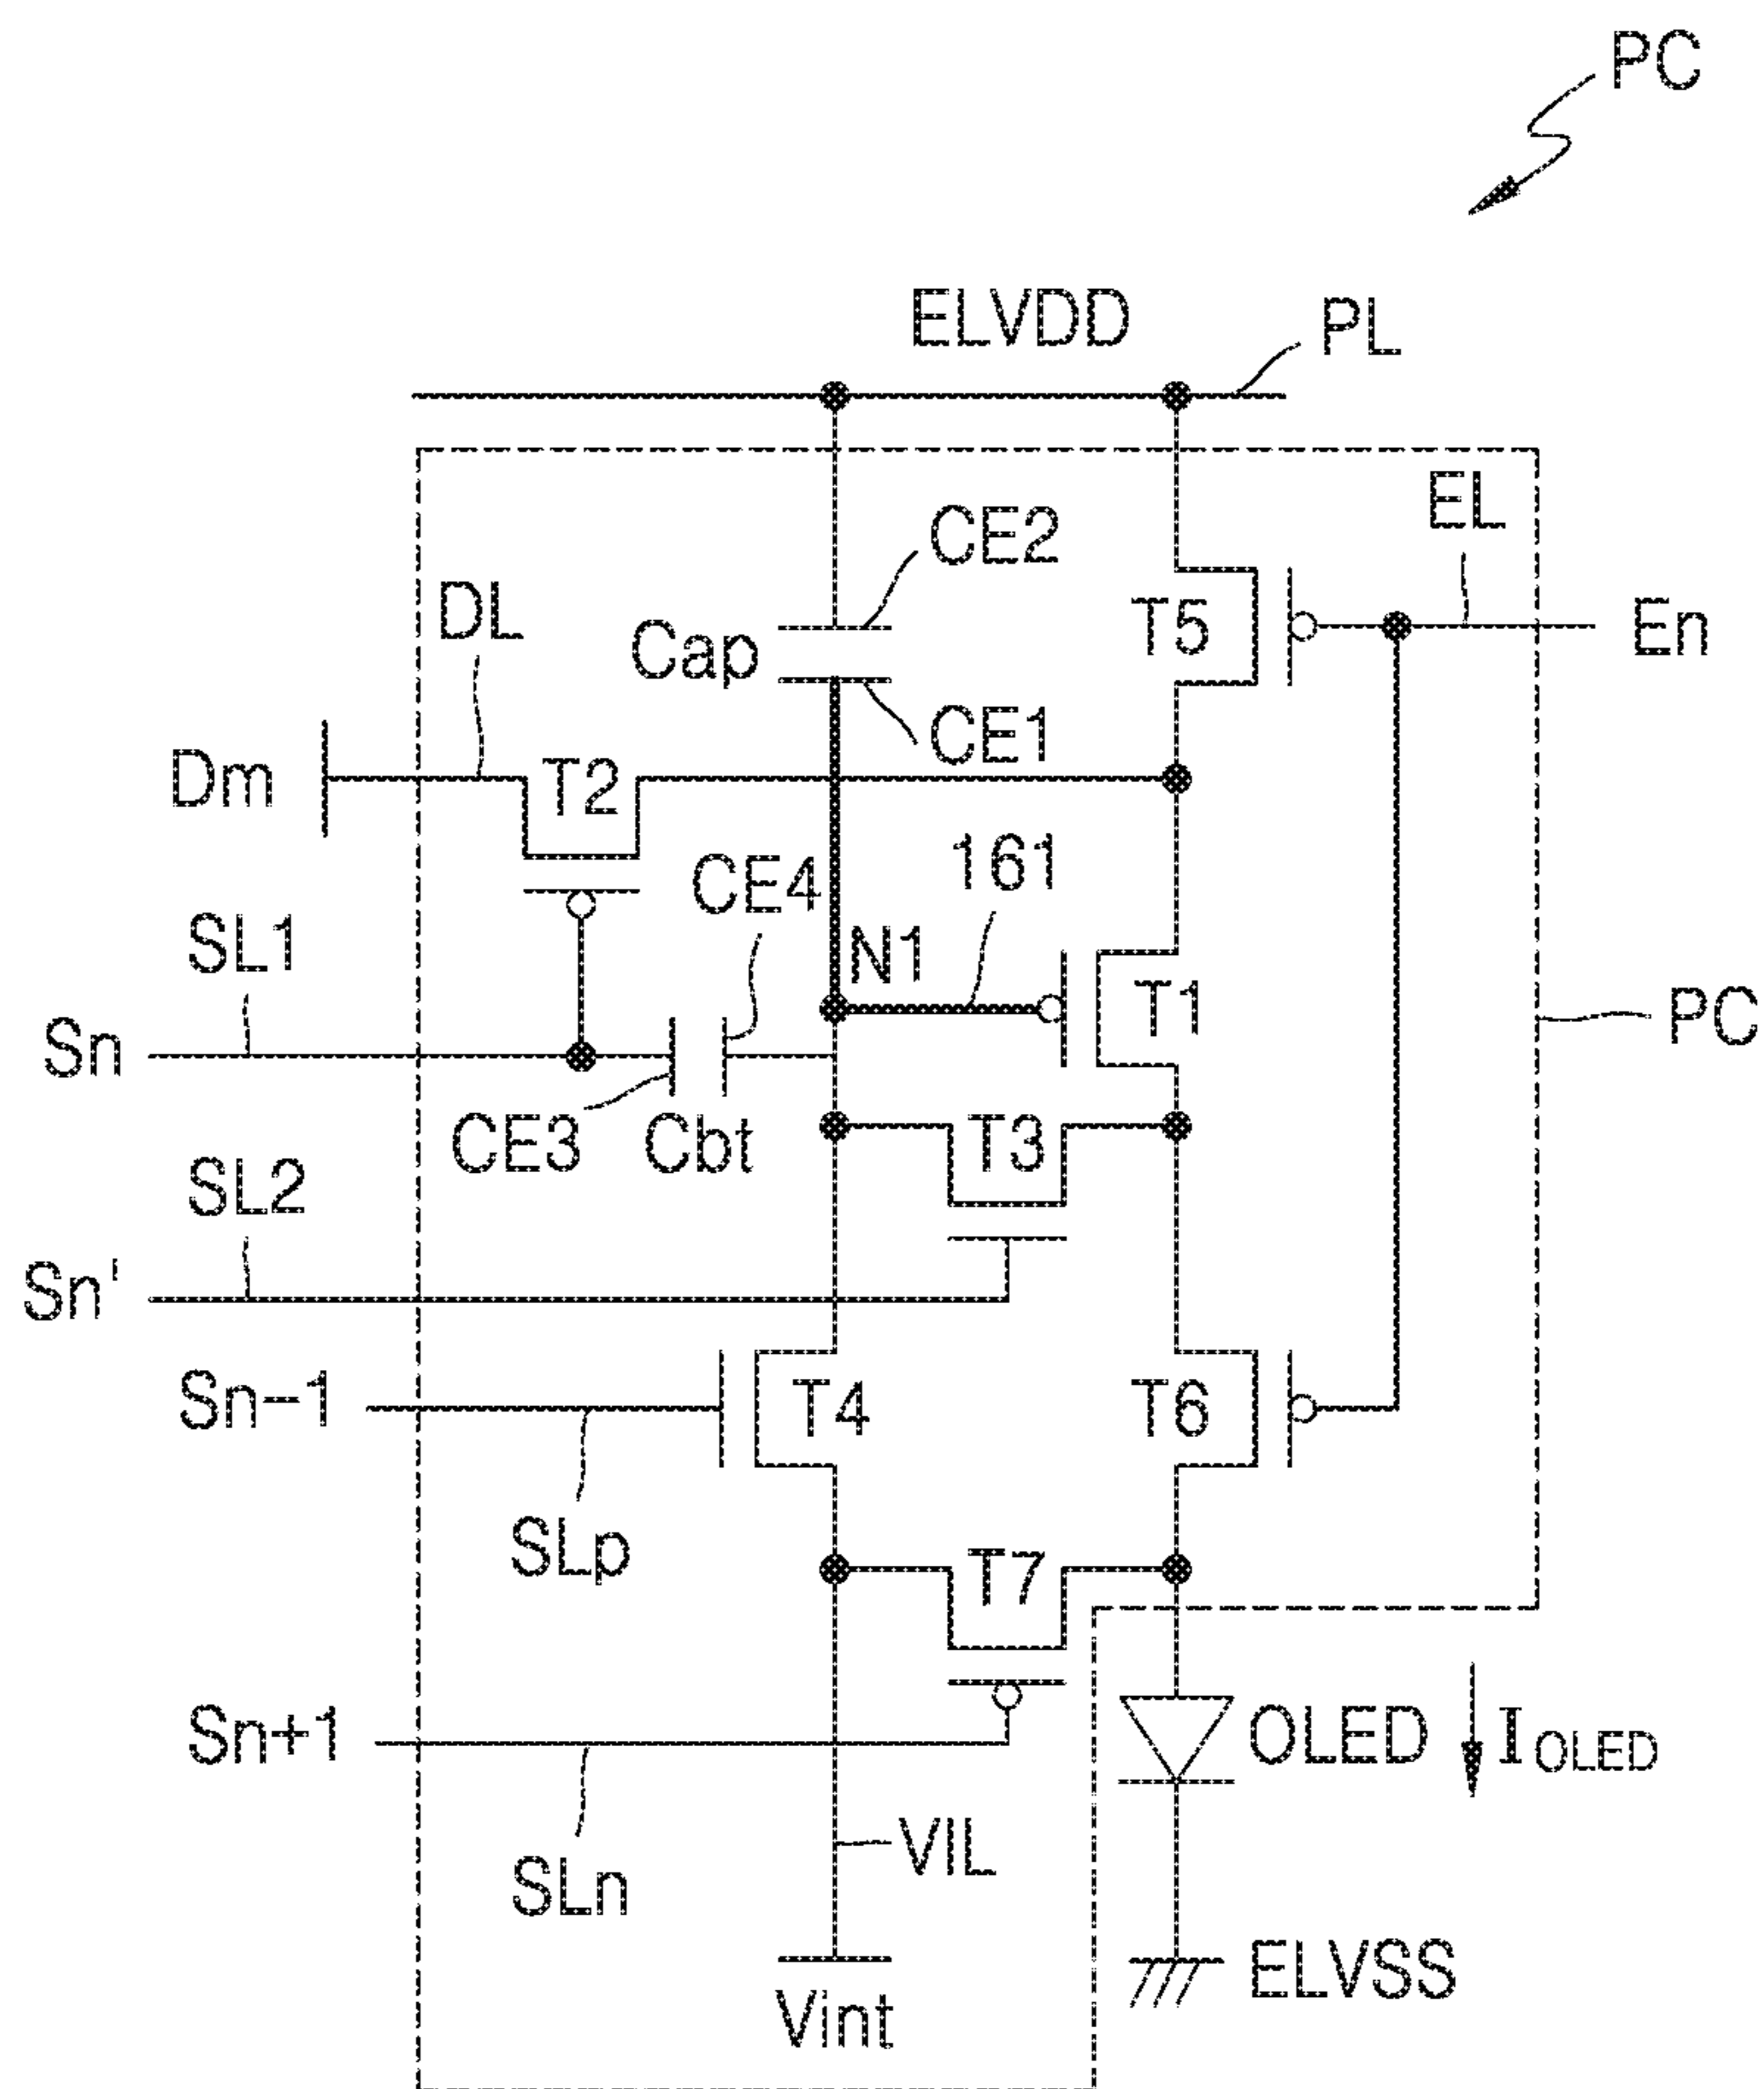 PC
ELVDD
PL
CE2
EL
DL
Cap
T5
En
CE1
Dm
T2
CE4
161
SL1
N1
T1
PC
Sn
CE3
Cbt
T3
SL2
Sn'
Sn-1
T4
T6
SLp
T7
Sn+1
OLED
IOLED
VIL
SLn
ELVSS
Vint